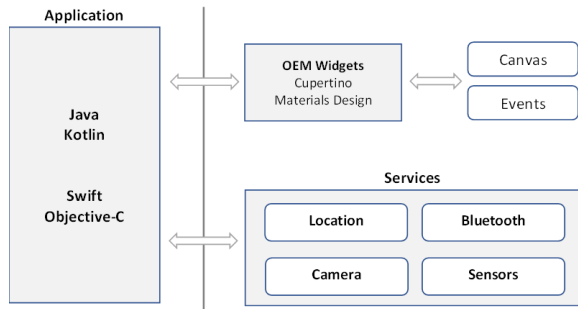 Application
Java
Kotlin
Swift
Objective-C
OEM Widgets
Cupertino
Materials Design
Canvas
Events
Services
Location
Bluetooth
Camera
Sensors